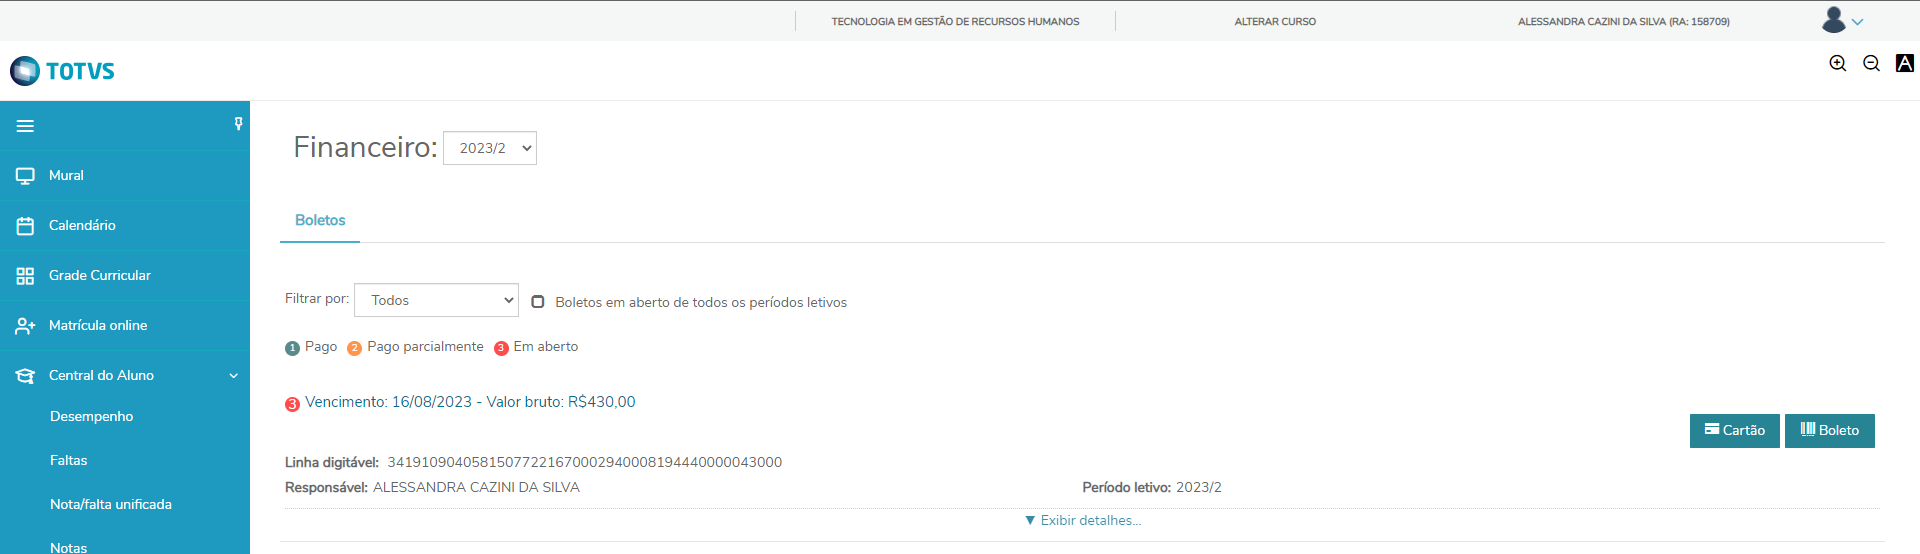 TECNOLOGIA EM GESTÃO DE RECURSOS HUMANOS
ALTERAR CURSO
ALESSANDRA CAZINI DA SILVA (RA: 158709)
TOTVS
A
Financeiro: 2023/2
Mural
Calendário
Grade Curricular
Matrícula online
Central do Aluno
Desempenho
Faltas
Nota/falta unificada
Notas
Boletos
Filtrar por: Todos Boletos em aberto de todos os períodos letivos
1 Pago 2 Pago parcialmente 3 Em aberto
3 Vencimento: 16/08/2023 - Valor bruto: R$430,00
Cartão Boleto
Linha digitável: 34191090405815077221670002940008194440000043000
Responsável: ALESSANDRA CAZINI DA SILVA Período letivo: 2023/2
▼ Exibir detalhes...